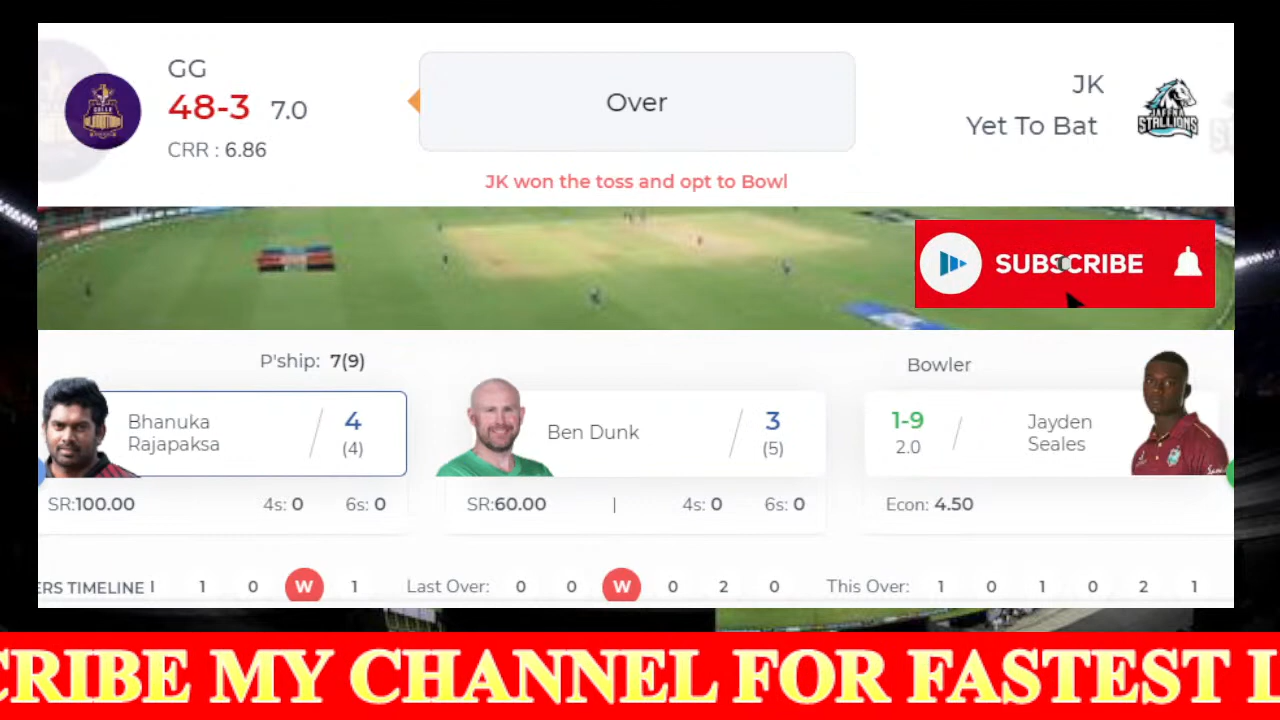 GG
48-3 7.0
CRR : 6.86
Over
JK
Yet To Bat
JAFFNA
STALLIONS
GALLE
JK won the toss and opt to Bowl
SUBSCRIBE
P'ship: 7(9)
Bhanuka
Rajapaksa
4
(4)
SR:100.00 4s: 0 6s: 0
Ben Dunk
3
(5)
SR:60.00 | 4s: 0 6s: 0
Bowler
1-9
2.0
Jayden
Seales
Econ: 4.50
ERS TIMELINE 1 0 W 1 Last Over: 0 0 W 0 2 0 This Over: 1 0 1 0 2 1
CRIBE MY CHANNEL FOR FASTEST L